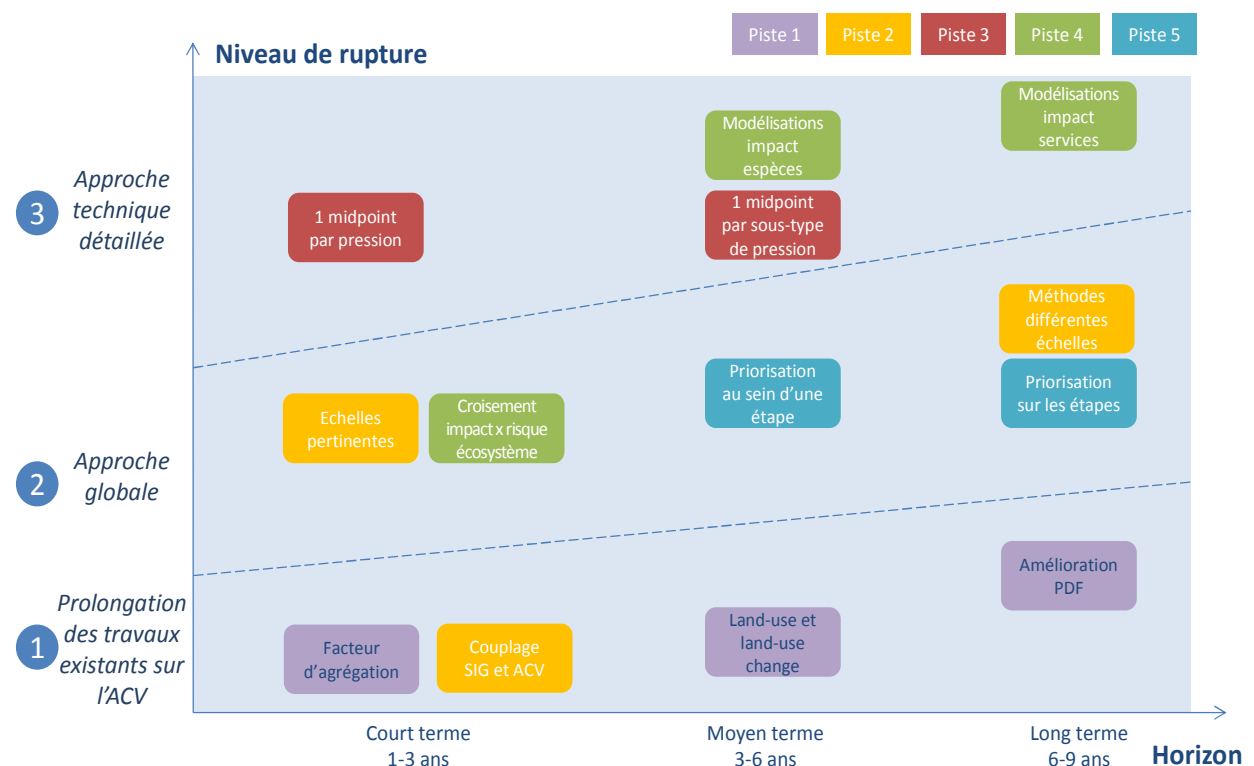 Piste 1
Piste 2
Piste 3
Piste 4
Piste 5
Niveau de rupture
3
Approche
technique
détaillée
2
Approche
globale
1
Prolongation
des travaux
existants sur
l'ACV
1 midpoint
par pression
Modélisations
impact
espèces
1 midpoint
par sous-type
de pression
Modélisations
impact
services
Echelles
pertinentes
Croisement
impact x risque
écosystème
Priorisation
au sein d'une
étape
Méthodes
différentes
échelles
Priorisation
sur les étapes
Facteur
d'agrégation
Couplage
SIG et ACV
Land-use et
land-use
change
Amélioration
PDF
Court terme
1-3 ans
Moyen terme
3-6 ans
Long terme
6-9 ans
Horizon